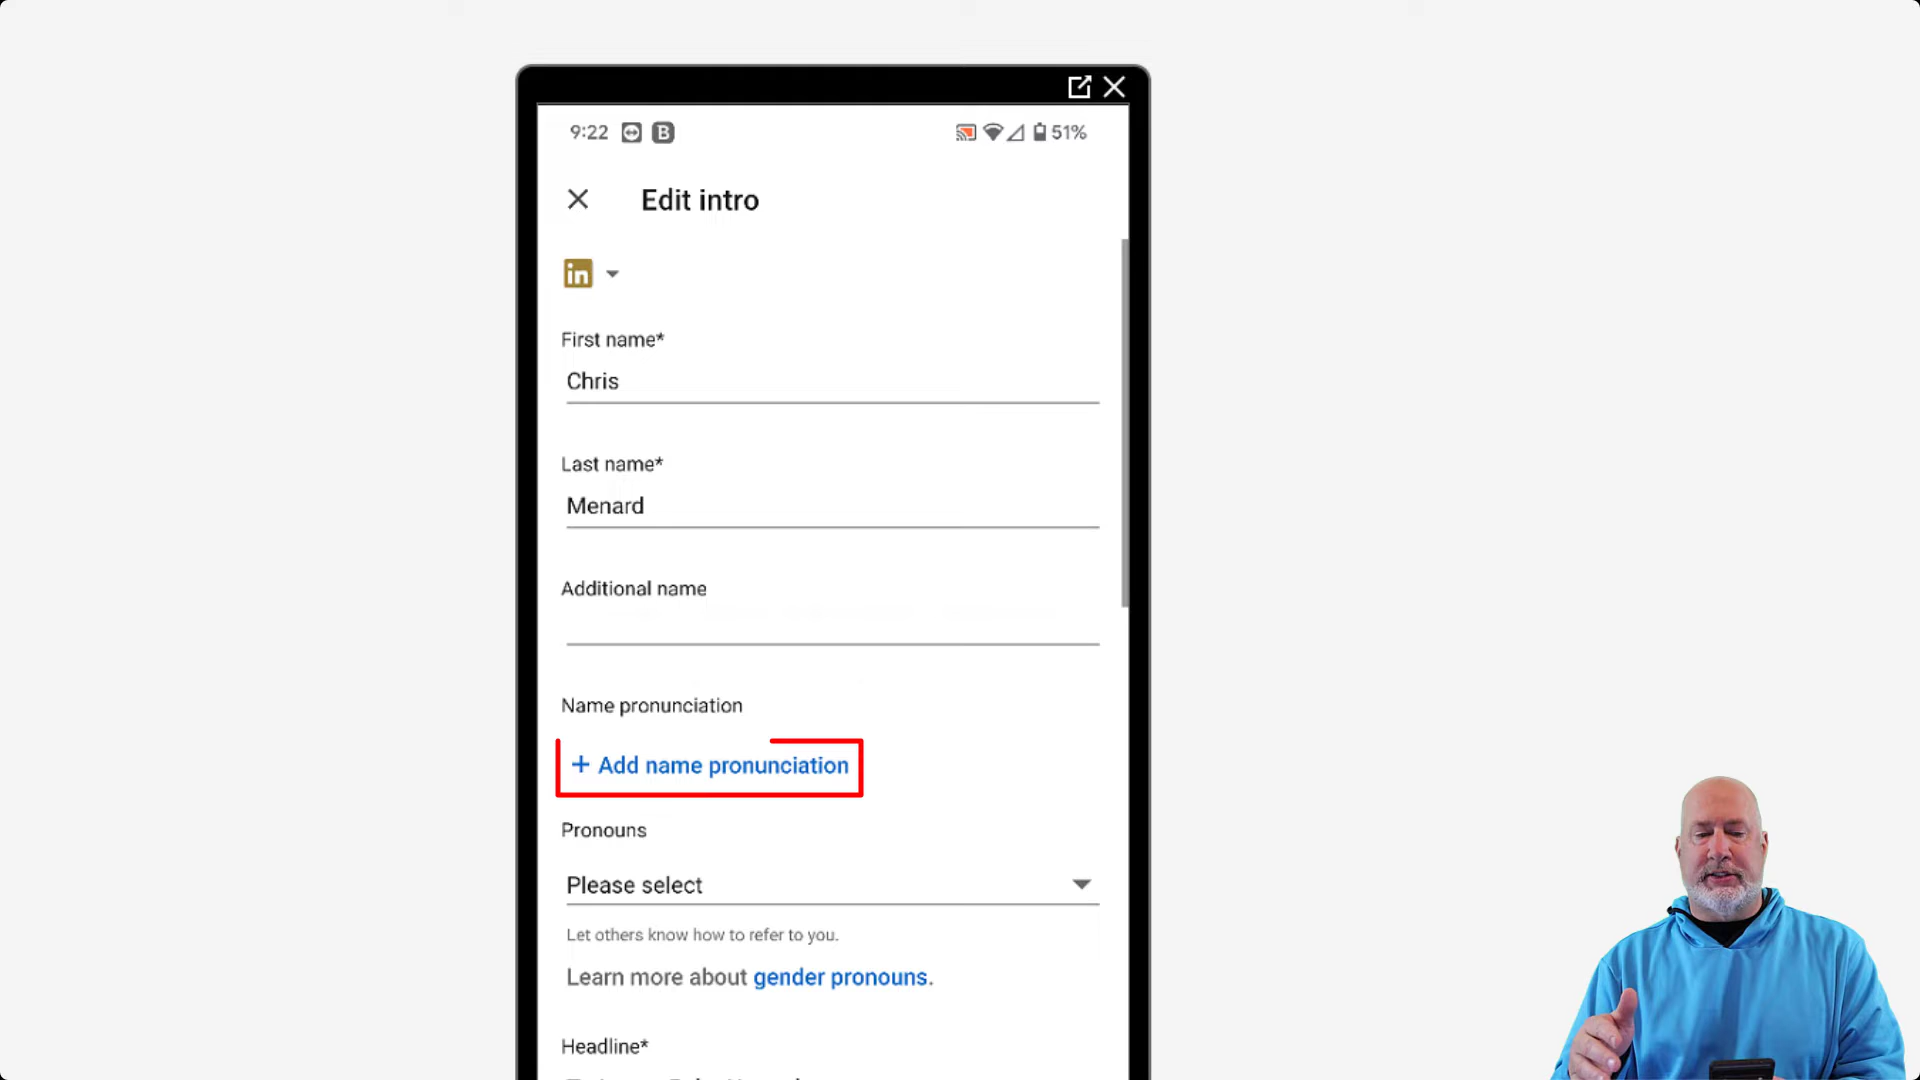 9:22 B 51%
Edit intro
in
First name*
Chris
Last name*
Menard
Additional name
Name pronunciation
+ Add name pronunciation
Pronouns
Please select
Let others know how to refer to you.
Learn more about gender pronouns.
Headline*